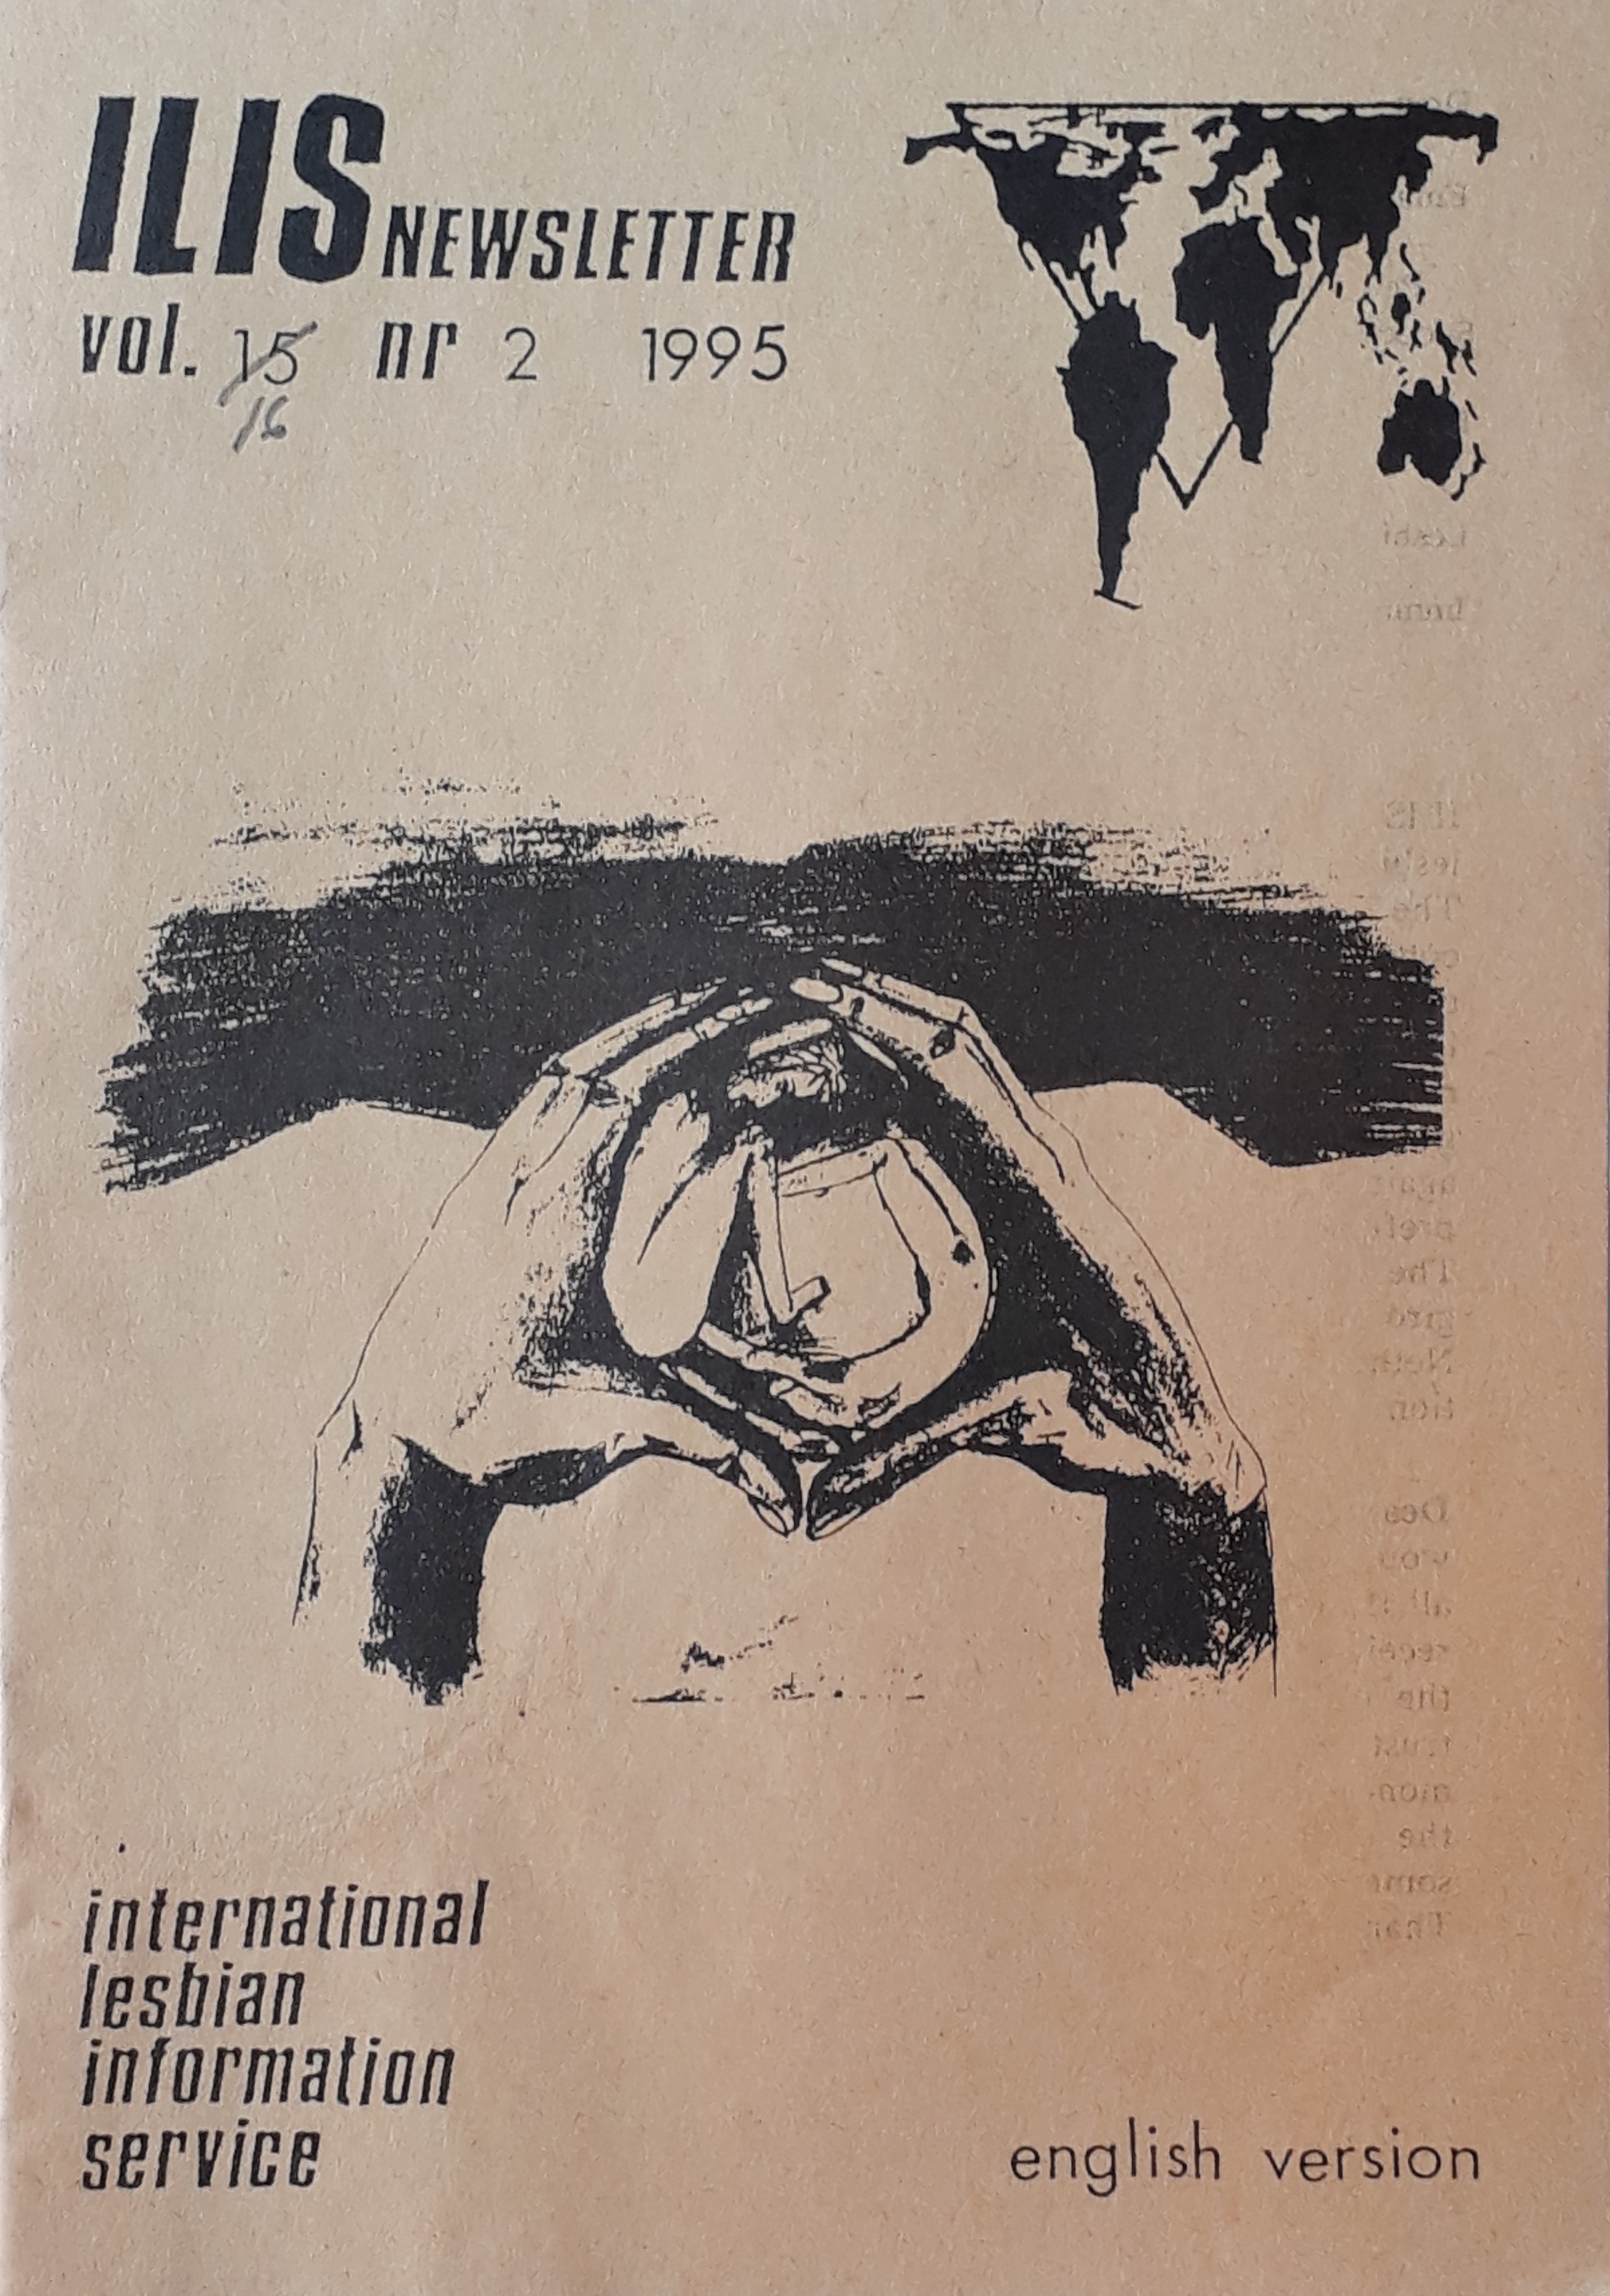 ILIS NEWSLETTER
vol. 15 nr 2 1995
16
international
lesbian
information
service
english version